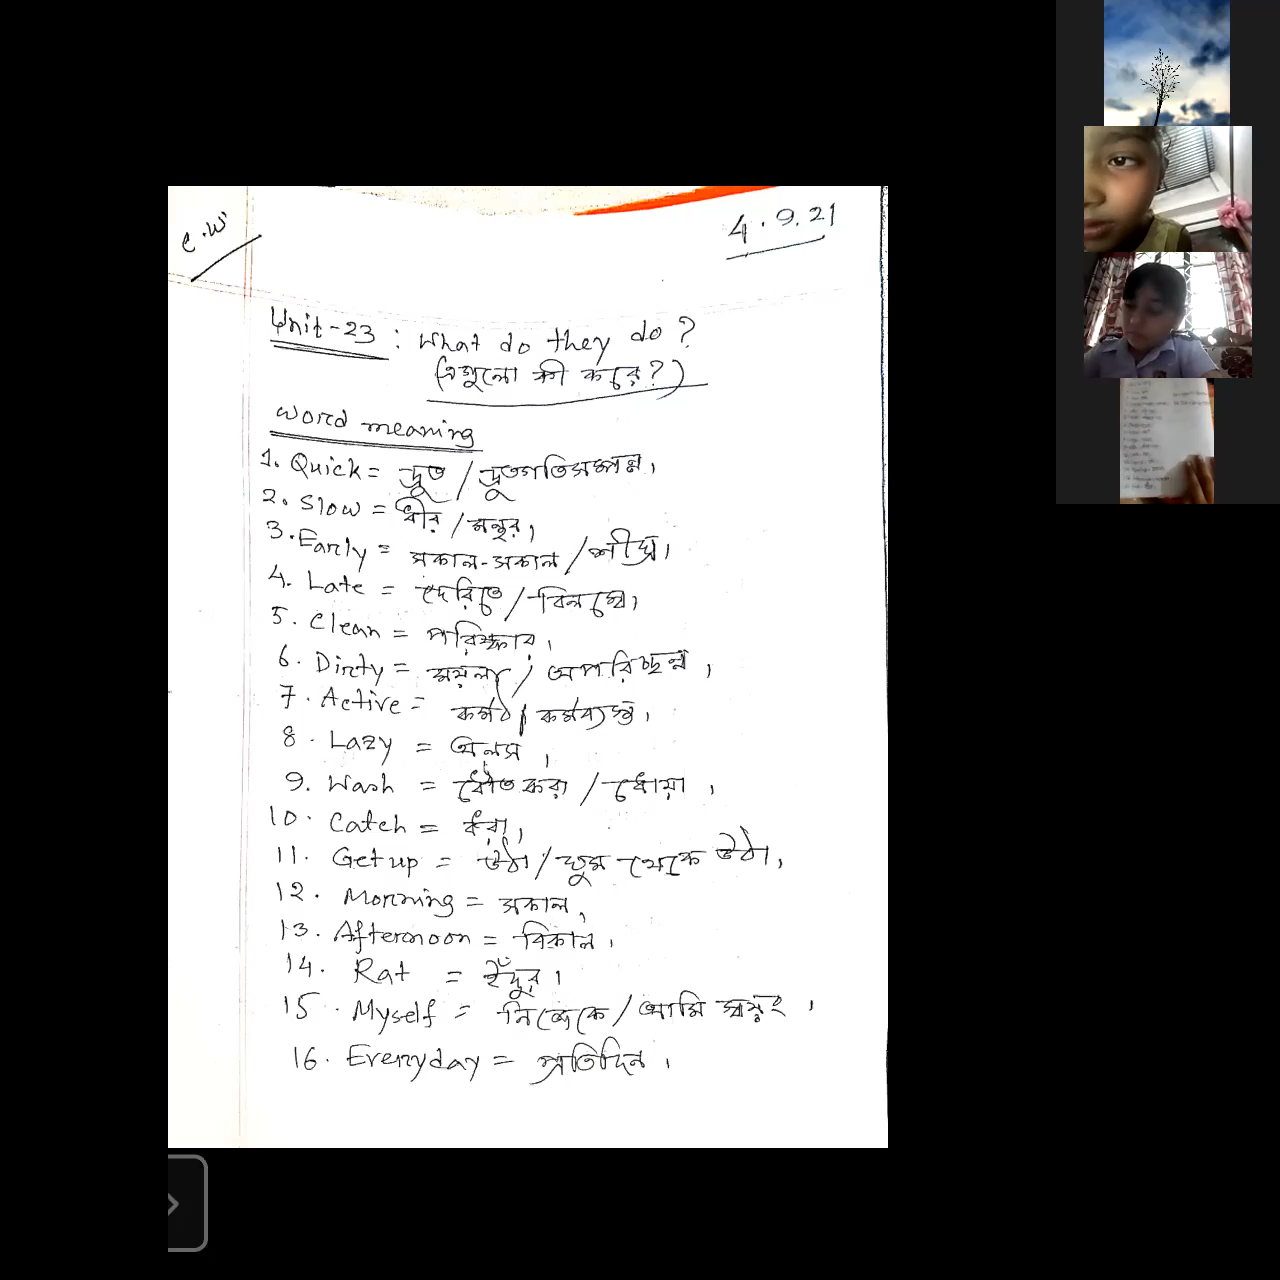 C.W
4.9.21
Unit-23 : What do they do?
(এগুলো কী করে?)
Word meaning
1. Quick = দ্রুত / দ্রুতগতিসম্পন্ন।
2. Slow = ধীর / মন্থর।
3. Early = সকাল-সকাল / শীঘ্র।
4. Late = দেরিতে / বিলম্বে।
5. Clean = পরিষ্কার।
6. Dirty = ময়লা / অপরিচ্ছন্ন।
7. Active = কর্মঠ / কর্মব্যস্ত।
8. Lazy = অলস।
9. Wash = ধৌত করা / ধোয়া।
10. Catch = ধরা।
11. Get up = উঠা / ঘুম থেকে উঠা।
12. Morning = সকাল।
13. Afternoon = বিকাল।
14. Rat = ইঁদুর।
15. Myself = নিজেকে / আমি স্বয়ং।
16. Everyday = প্রতিদিন।